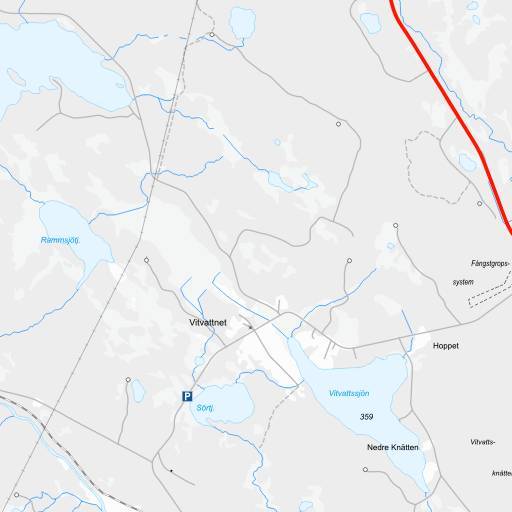 Rammsjötj.
Fångstgrops-
system
Vitvattnet
Hoppet
Vitvattssjön
P
Sörtj.
359
Nedre Knätten
Vitvatts-
knätten